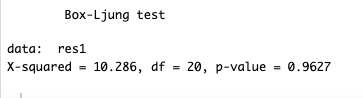 Box-Ljung test
data:  res1
X-squared = 10.286, df = 20, p-value = 0.9627